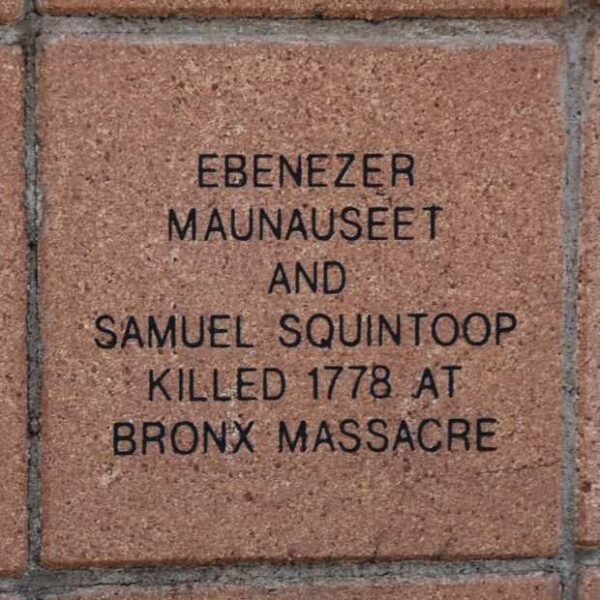 EBENEZER
MAUNAUSEET
AND
SAMUEL SQUINTOOP
KILLED 1778 AT
BRONX MASSACRE